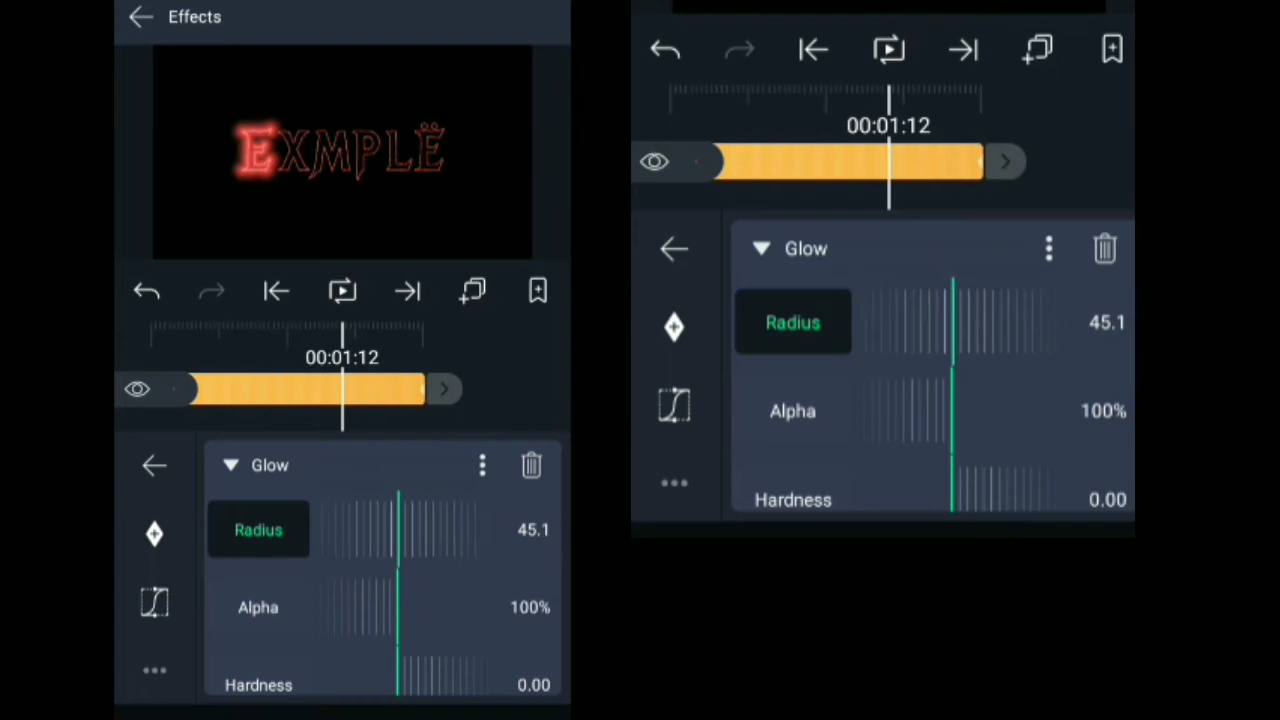 Effects
EXMPLË
00:01:12
Glow
Radius 45.1
Alpha 100%
Hardness 0.00
00:01:12
Glow
Radius 45.1
Alpha 100%
Hardness 0.00